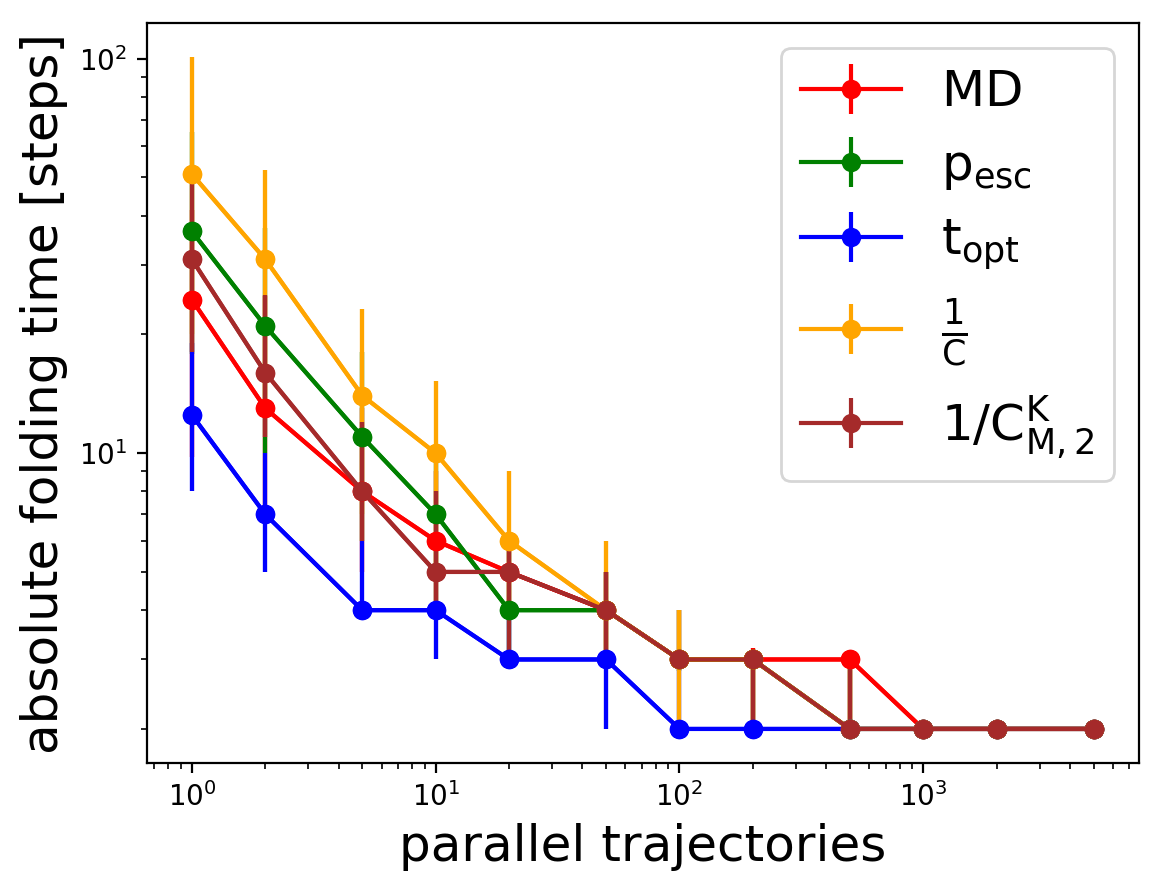 absolute folding time [steps]
10²
10¹
MD
p_esc
t_opt
1/C
1/C^K_M,2
10⁰ 10¹ 10² 10³
parallel trajectories